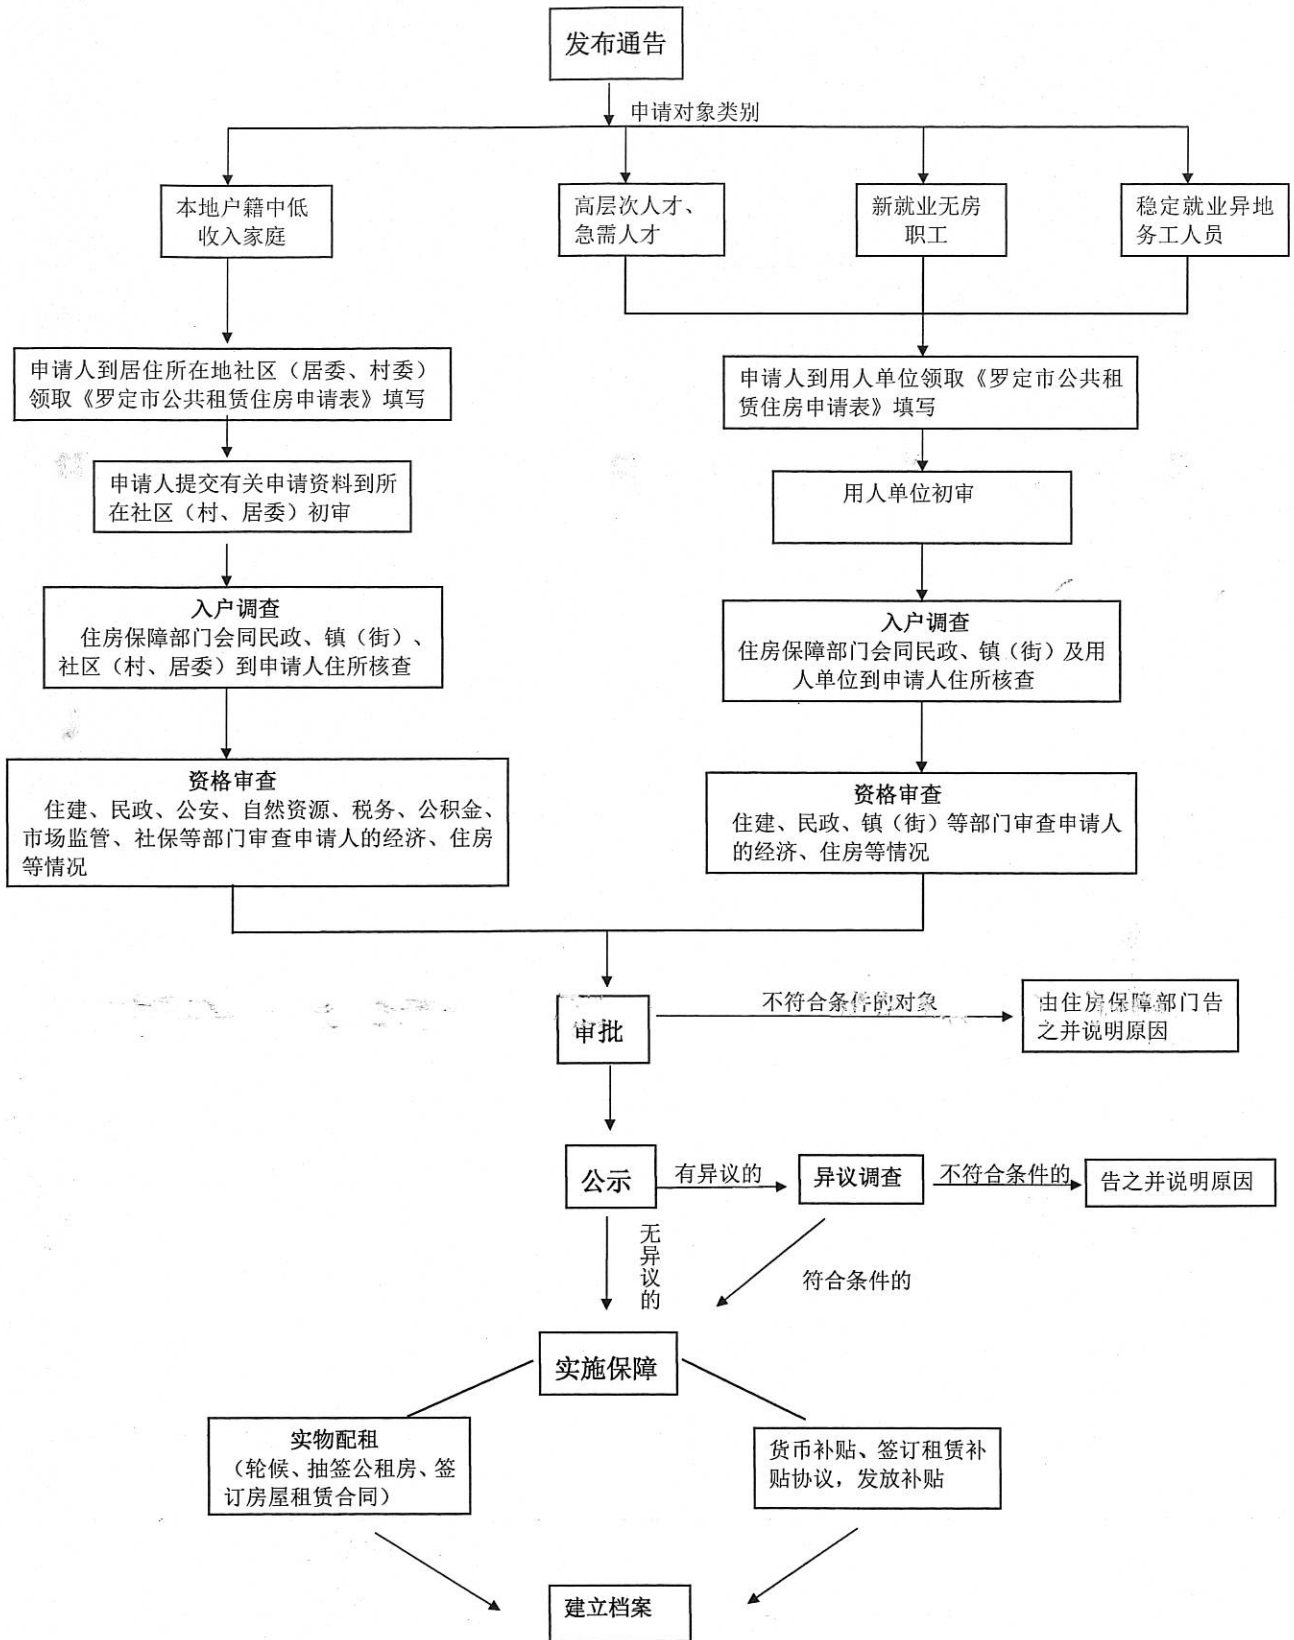 发布通告
申请对象类别
本地户籍中低
收入家庭
高层次人才、
急需人才
新就业无房
职工
稳定就业异地
务工人员
申请人到居住所在地社区（居委、村委）
领取《罗定市公共租赁住房申请表》填写
申请人到用人单位领取《罗定市公共租
赁住房申请表》填写
申请人提交有关申请资料到所
在社区（村、居委）初审
用人单位初审
入户调查
住房保障部门会同民政、镇（街）、
社区（村、居委）到申请人住所核查
入户调查
住房保障部门会同民政、镇（街）及用
人单位到申请人住所核查
资格审查
住建、民政、公安、自然资源、税务、公积金、
市场监管、社保等部门审查申请人的经济、住房
等情况
资格审查
住建、民政、镇（街）等部门审查申请人
的经济、住房等情况
审批
不符合条件的对象
由住房保障部门告
之并说明原因
公示
有异议的
异议调查
不符合条件的
告之并说明原因
无异议的
符合条件的
实施保障
实物配租
（轮候、抽签公租房、签
订房屋租赁合同）
货币补贴、签订租赁补
贴协议，发放补贴
建立档案